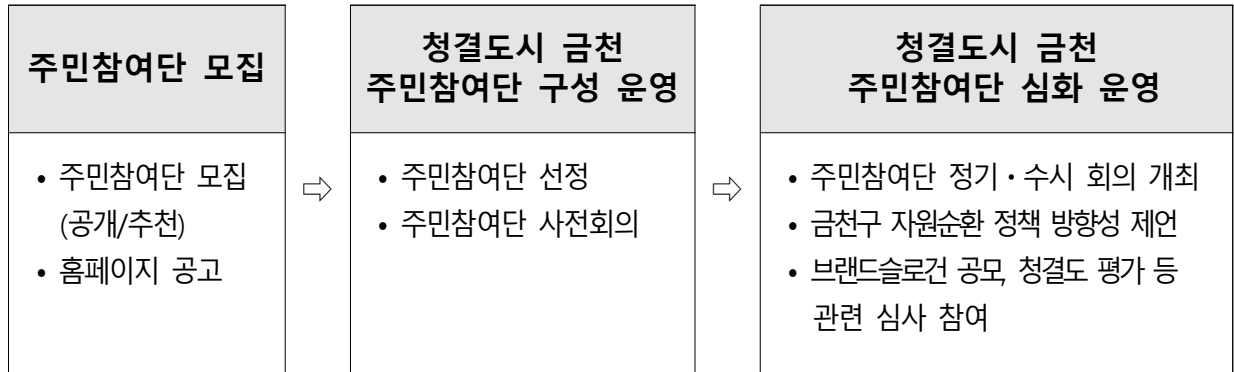 주민참여단 모집
• 주민참여단 모집
(공개/추천)
• 홈페이지 공고
⇨
청결도시 금천
주민참여단 구성 운영
• 주민참여단 선정
• 주민참여단 사전회의
⇨
청결도시 금천
주민참여단 심화 운영
• 주민참여단 정기・수시 회의 개최
• 금천구 자원순환 정책 방향성 제언
• 브랜드슬로건 공모, 청결도 평가 등
관련 심사 참여